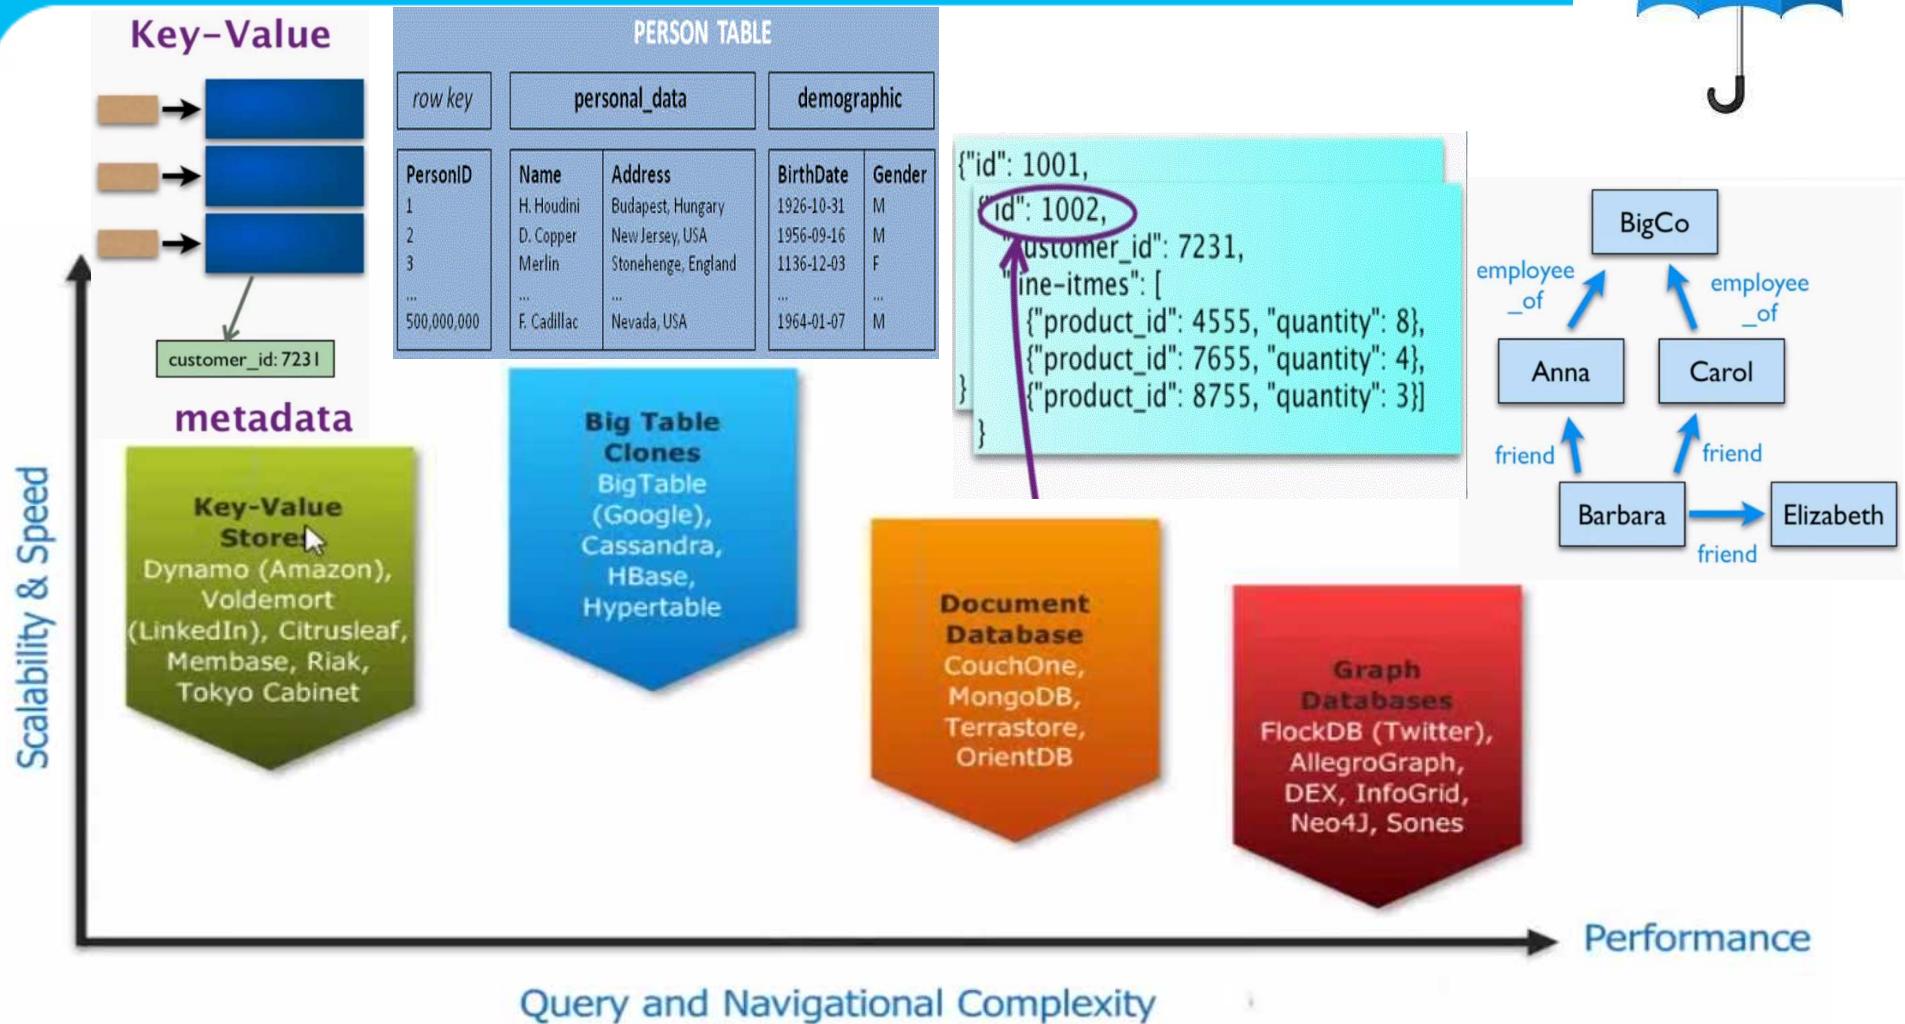 Key-Value
customer_id: 7231
metadata
PERSON TABLE
row key personal_data demographic
PersonID Name Address BirthDate Gender
1 H. Houdini Budapest, Hungary 1926-10-31 M
2 D. Copper New Jersey, USA 1956-09-16 M
3 Merlin Stonehenge, England 1136-12-03 F
... ... ... ... ...
500,000,000 F. Cadillac Nevada, USA 1964-01-07 M
{"id": 1001,
"id": 1002,
"customer_id": 7231,
"ine-itmes": [
{"product_id": 4555, "quantity": 8},
{"product_id": 7655, "quantity": 4},
{"product_id": 8755, "quantity": 3}]
}
}
BigCo
employee
_of
employee
_of
Anna
Carol
friend
friend
Barbara
Elizabeth
friend
Key-Value
Stores
Dynamo (Amazon),
Voldemort
(LinkedIn), Citrusleaf,
Membase, Riak,
Tokyo Cabinet
Big Table
Clones
BigTable
(Google),
Cassandra,
HBase,
Hypertable
Document
Database
CouchOne,
MongoDB,
Terrastore,
OrientDB
Graph
Databases
FlockDB (Twitter),
AllegroGraph,
DEX, InfoGrid,
Neo4J, Sones
Scalability & Speed
Performance
Query and Navigational Complexity